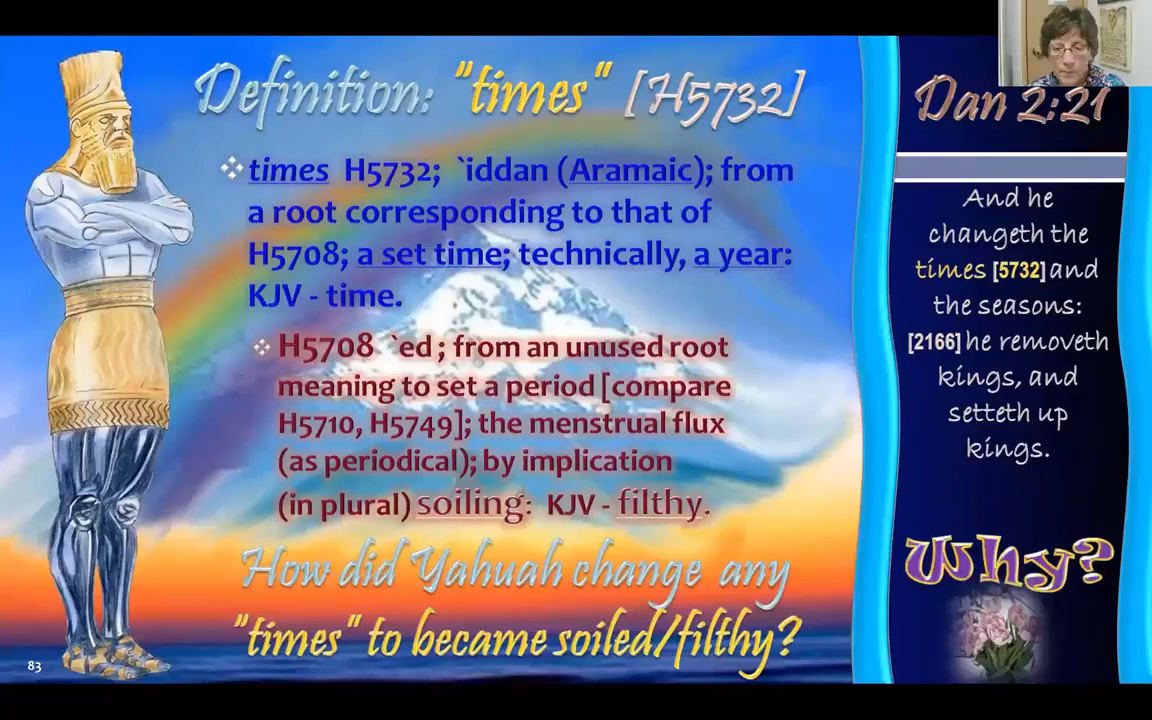 Definition: "times" [H5732]
❖ times H5732; `iddan (Aramaic); from
a root corresponding to that of
H5708; a set time; technically, a year:
KJV - time.
❖ H5708 `ed ; from an unused root
meaning to set a period [compare
H5710, H5749]; the menstrual flux
(as periodical); by implication
(in plural) soiling: KJV - filthy.
How did Yahuah change any
"times" to became soiled/filthy?
83
Dan 2:21
And he
changeth the
times [5732] and
the seasons:
[2166] he removeth
kings, and
setteth up
kings.
Why?